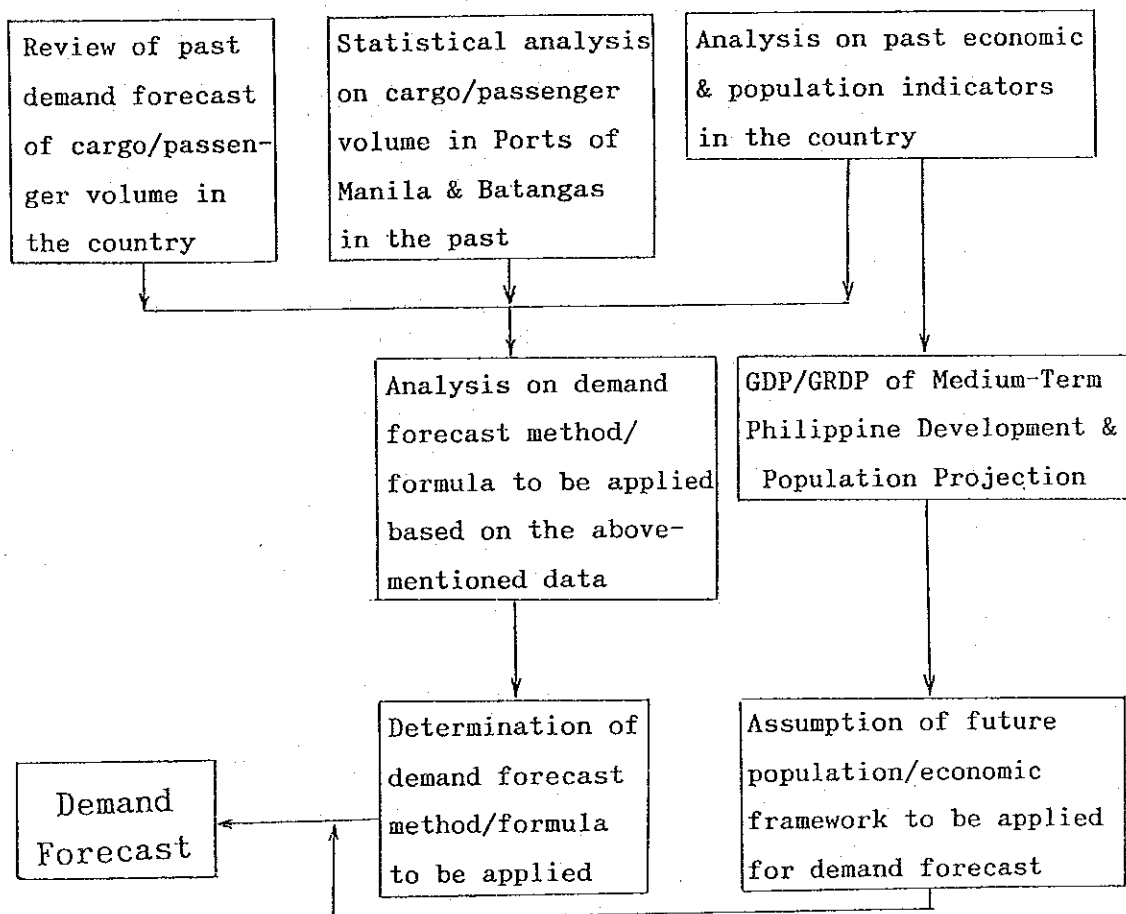 Review of past
demand forecast
of cargo/passen-
ger volume in
the country
Statistical analysis
on cargo/passenger
volume in Ports of
Manila & Batangas
in the past
Analysis on past economic
& population indicators
in the country
Analysis on demand
forecast method/
formula to be applied
based on the above-
mentioned data
GDP/GRDP of Medium-Term
Philippine Development &
Population Projection
Demand
Forecast
Determination of
demand forecast
method/formula
to be applied
Assumption of future
population/economic
framework to be applied
for demand forecast